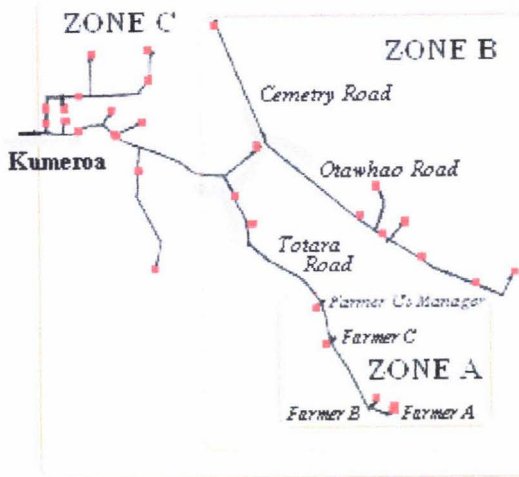 ZONE C
ZONE B
Cemetry Road
Kumeroa
Otawhao Road
Totara
Road
Farmer C's Manager
Farmer C
ZONE A
Farmer B
Farmer A